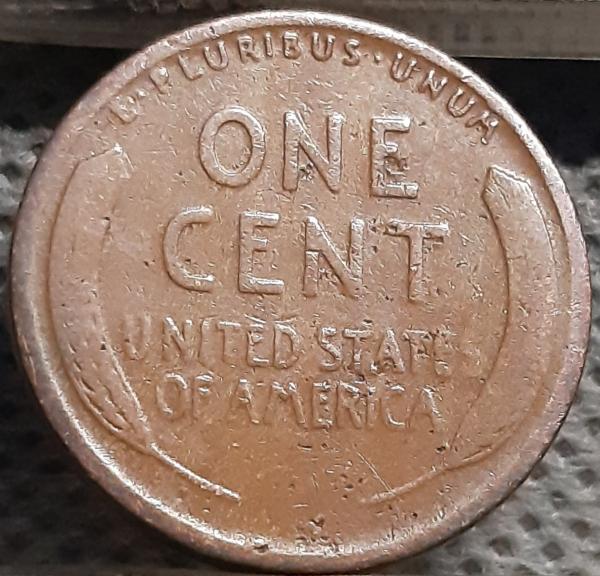 E·PLURIBUS·UNUM
ONE
CENT
UNITED STATES
OF AMERICA